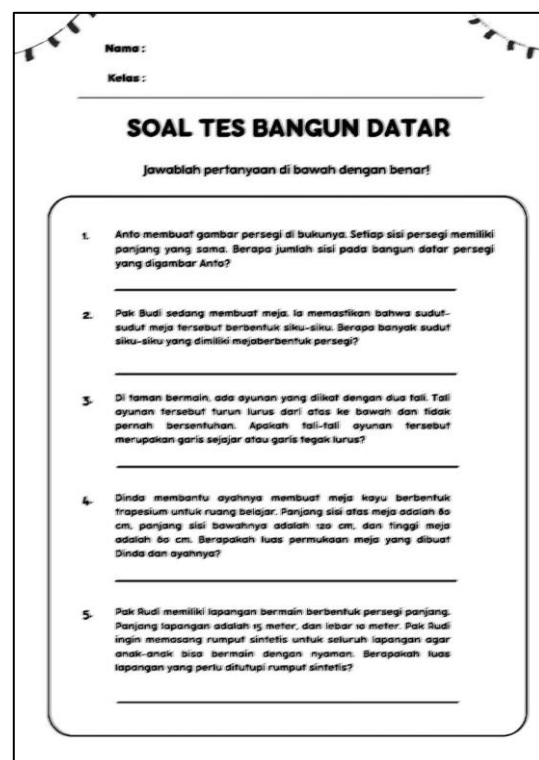 Nama :
Kelas :
SOAL TES BANGUN DATAR
Jawablah pertanyaan di bawah dengan benar!
1. Anto membuat gambar persegi di bukunya. Setiap sisi persegi memiliki
panjang yang sama. Berapa jumlah sisi pada bangun datar persegi
yang digambar Anto?
2. Pak Budi sedang membuat meja. Ia memastikan bahwa sudut-
sudut meja tersebut berbentuk siku-siku. Berapa banyak sudut
siku-siku yang dimiliki mejaberbentuk persegi?
3. Di taman bermain, ada ayunan yang diikat dengan dua tali. Tali
ayunan tersebut turun lurus dari atas ke bawah dan tidak
pernah bersentuhan. Apakah tali-tali ayunan tersebut
merupakan garis sejajar atau garis tegak lurus?
4. Dinda membantu ayahnya membuat meja kayu berbentuk
trapesium untuk ruang belajar. Panjang sisi atas meja adalah
cm, panjang sisi bawahnya adalah 120 cm, dan tinggi meja
adalah cm. Berapakah luas permukaan meja yang dibuat
Dinda dan ayahnya?
5. Pak Rudi memiliki lapangan bermain berbentuk persegi panjang.
Panjang lapangan adalah 15 meter, dan lebar 10 meter. Pak Rudi
ingin memasang rumput sintetis untuk seluruh lapangan agar
anak-anak bisa bermain dengan nyaman. Berapakah luas
lapangan yang perlu ditutupi rumput sintetis?